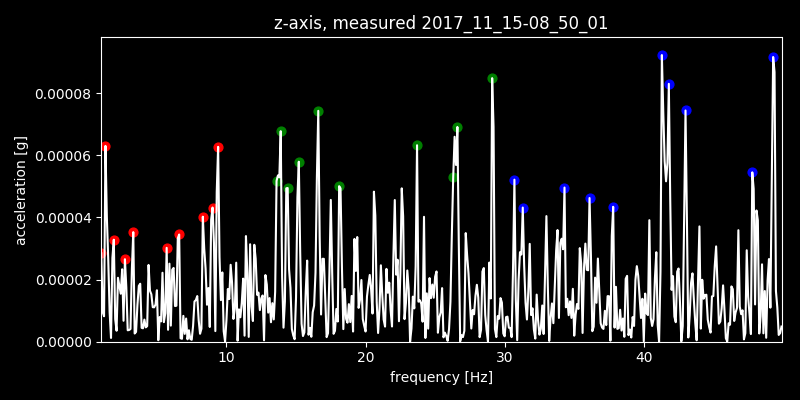 z-axis, measured 2017_11_15-08_50_01
0.00008
0.00006
0.00004
0.00002
0.00000
acceleration [g]
10 20 30 40
frequency [Hz]